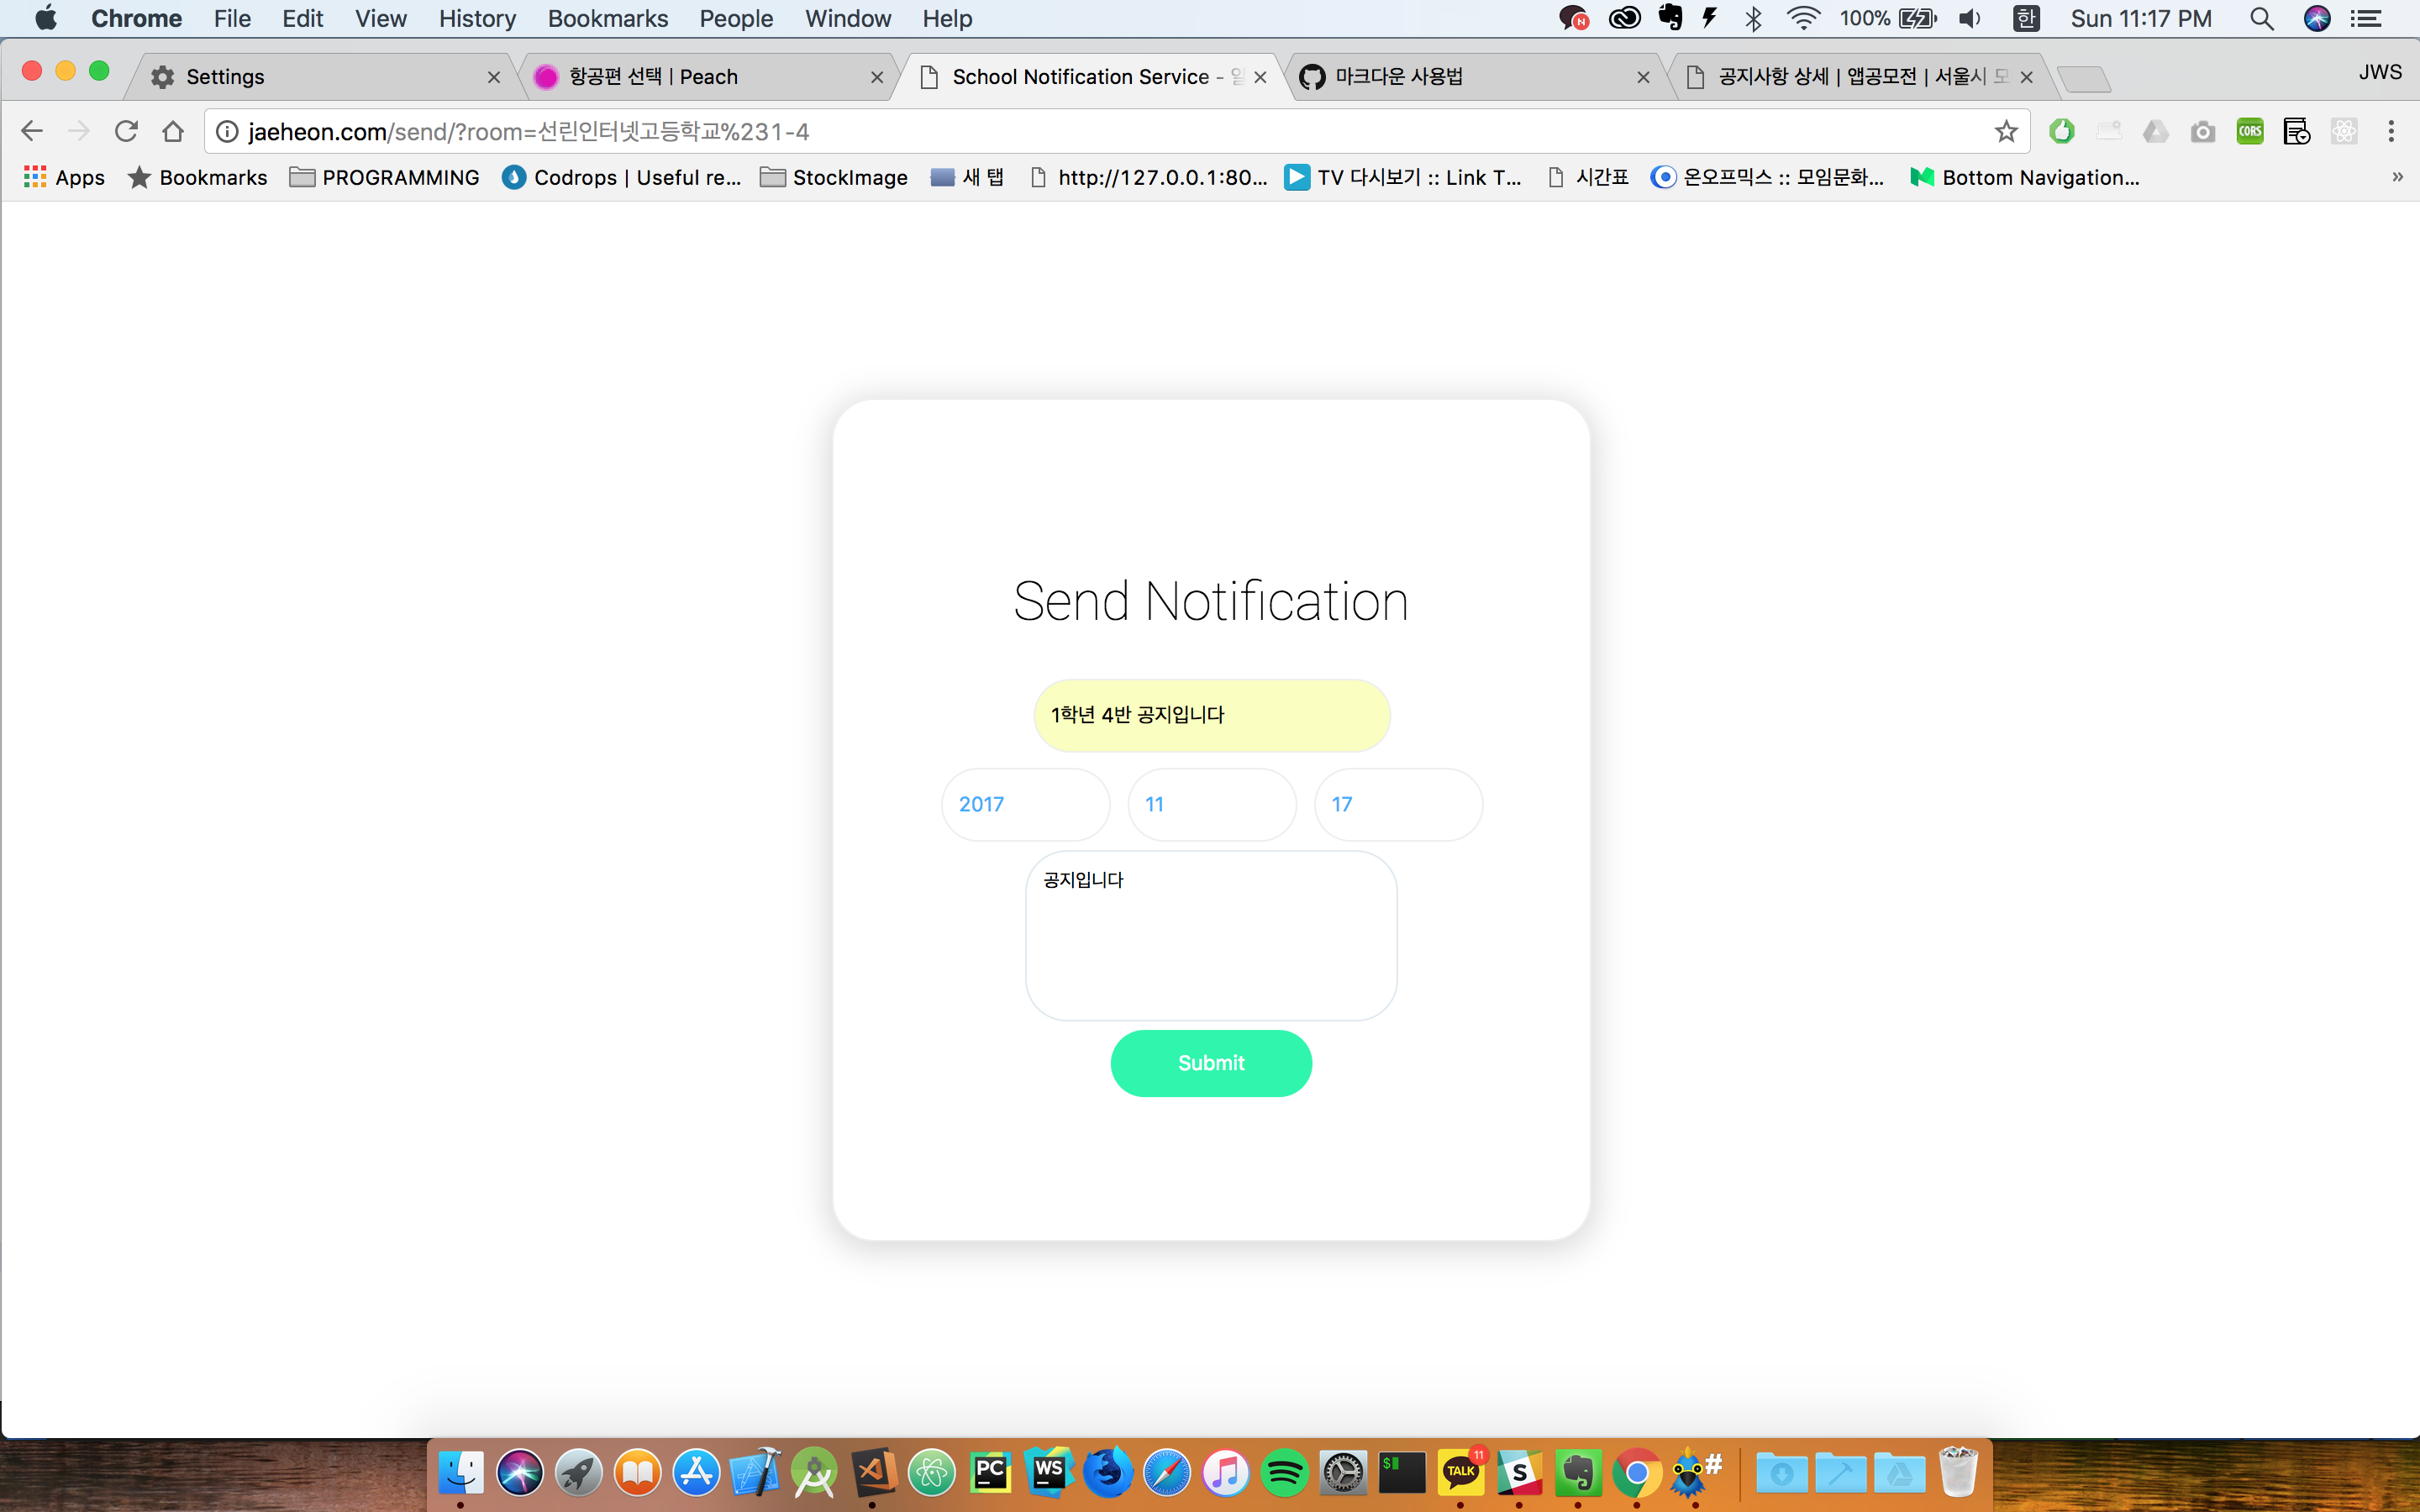 Chrome File Edit View History Bookmarks People Window Help 100% 한 Sun 11:17 PM
Settings 항공편 선택 | Peach School Notification Service - 마크다운 사용법 공지사항 상세 | 앱공모전 | 서울시 모 JWS
jaeheon.com/send/?room=선린인터넷고등학교%231-4 CORS
Apps Bookmarks PROGRAMMING Codrops | Useful re... StockImage 새 탭 http://127.0.0.1:80... TV 다시보기 :: Link T... 시간표 온오프믹스 :: 모임문화... Bottom Navigation... »
Send Notification
1학년 4반 공지입니다
2017 11 17
공지입니다
Submit
PC WS $ TALK 11 S #